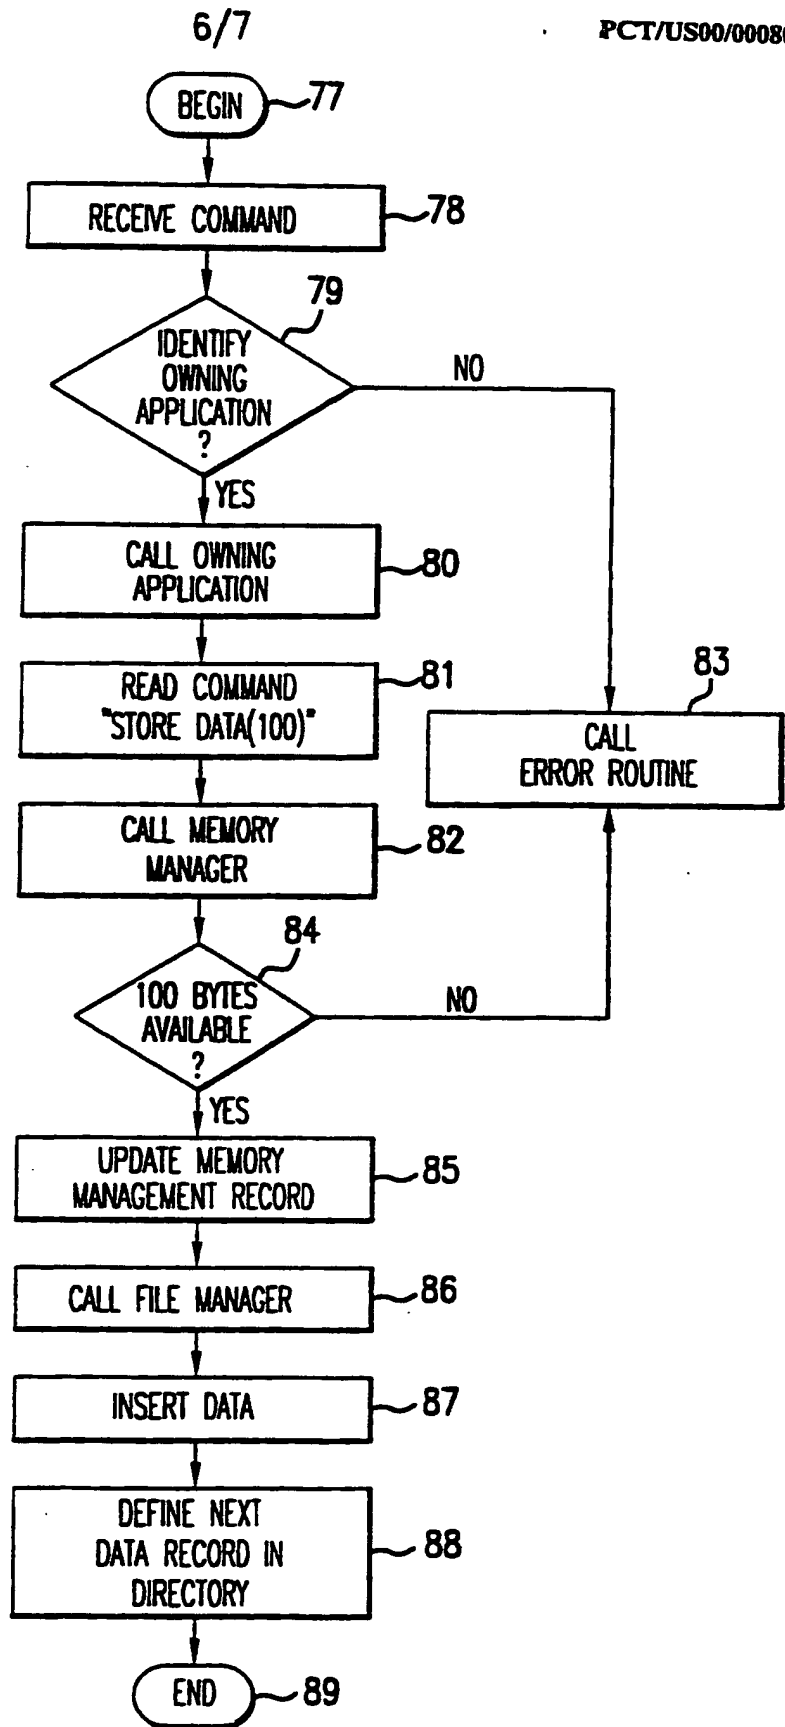 6/7
PCT/US00/0008
BEGIN
77
RECEIVE COMMAND
78
79
IDENTIFY
OWNING
APPLICATION
?
NO
YES
CALL OWNING
APPLICATION
80
READ COMMAND
"STORE DATA(100)"
81
83
CALL
ERROR ROUTINE
CALL MEMORY
MANAGER
82
84
100 BYTES
AVAILABLE
?
NO
YES
UPDATE MEMORY
MANAGEMENT RECORD
85
CALL FILE MANAGER
86
INSERT DATA
87
DEFINE NEXT
DATA RECORD IN
DIRECTORY
88
END
89